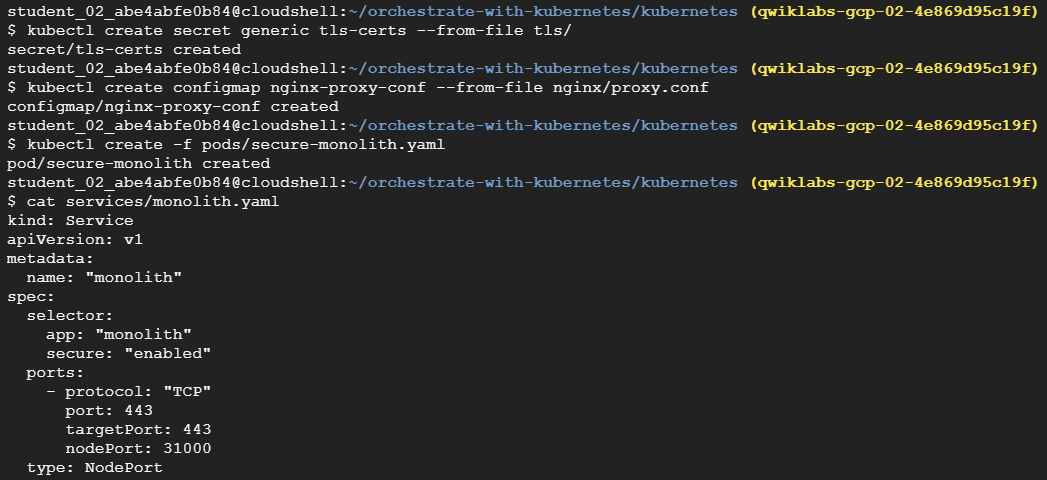 student_02_abe4abfe0b84@cloudshell:~/orchestrate-with-kubernetes/kubernetes (qwiklabs-gcp-02-4e869d95c19f)
$ kubectl create secret generic tls-certs --from-file tls/
secret/tls-certs created
student_02_abe4abfe0b84@cloudshell:~/orchestrate-with-kubernetes/kubernetes (qwiklabs-gcp-02-4e869d95c19f)
$ kubectl create configmap nginx-proxy-conf --from-file nginx/proxy.conf
configmap/nginx-proxy-conf created
student_02_abe4abfe0b84@cloudshell:~/orchestrate-with-kubernetes/kubernetes (qwiklabs-gcp-02-4e869d95c19f)
$ kubectl create -f pods/secure-monolith.yaml
pod/secure-monolith created
student_02_abe4abfe0b84@cloudshell:~/orchestrate-with-kubernetes/kubernetes (qwiklabs-gcp-02-4e869d95c19f)
$ cat services/monolith.yaml
kind: Service
apiVersion: v1
metadata:
  name: "monolith"
spec:
  selector:
    app: "monolith"
    secure: "enabled"
  ports:
    - protocol: "TCP"
      port: 443
      targetPort: 443
      nodePort: 31000
  type: NodePort